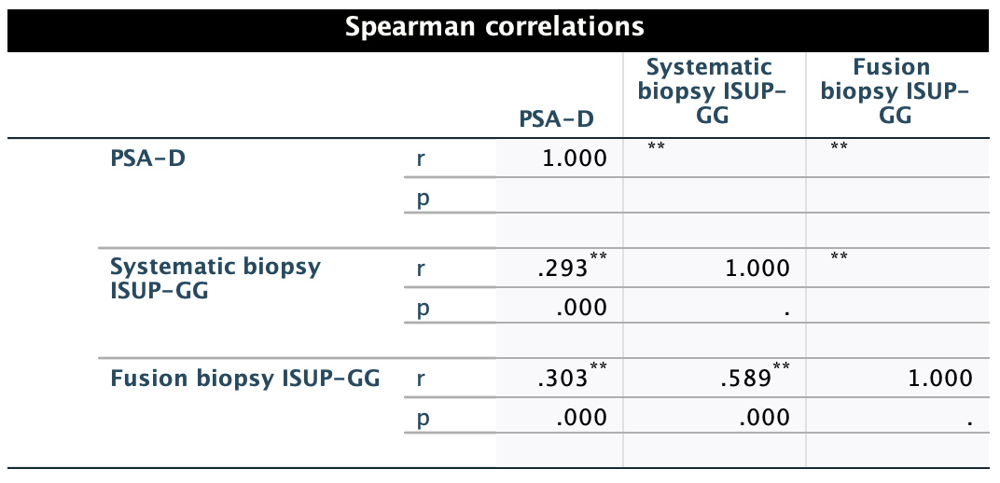 Spearman correlations
PSA-D
Systematic
biopsy ISUP-
GG
Fusion
biopsy ISUP-
GG
PSA-D r 1.000 ** **
p
Systematic biopsy
ISUP-GG
r .293** 1.000 **
p .000 .
Fusion biopsy ISUP-GG r .303** .589** 1.000
p .000 .000 .